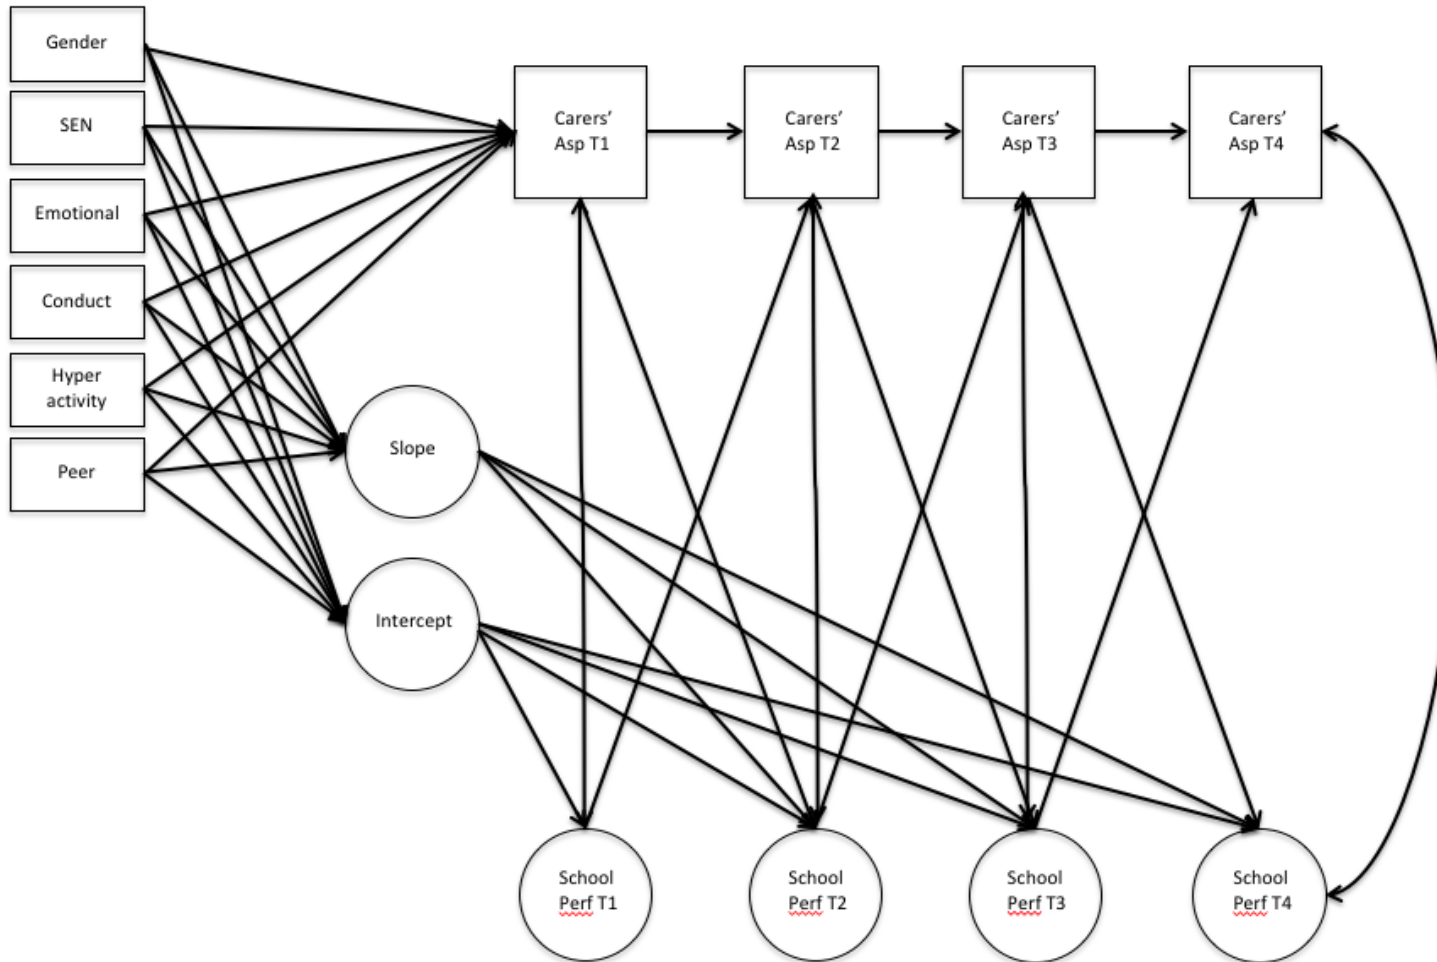 Gender
SEN
Emotional
Conduct
Hyper
activity
Peer
Carers'
Asp T1
Carers'
Asp T2
Carers'
Asp T3
Carers'
Asp T4
Slope
Intercept
School
Perf T1
School
Perf T2
School
Perf T3
School
Perf T4